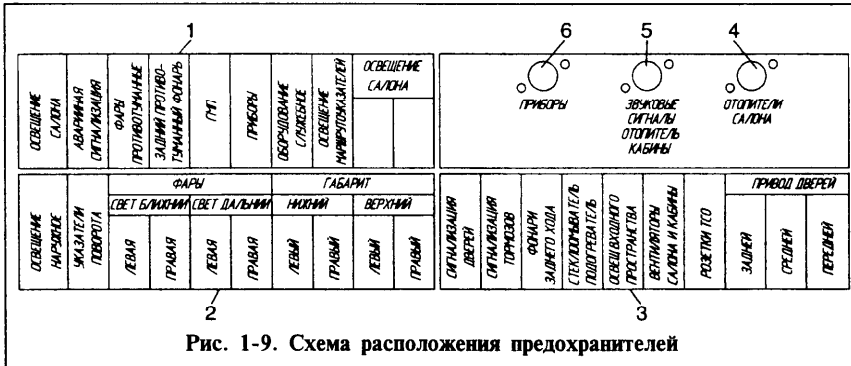 1
6
5
4
ОСВЕЩЕНИЕ
САЛОНА
АВАРИЙНАЯ
СИГНАЛИЗАЦИЯ
ФАРЫ
ПРОТИВОТУМАННЫЕ
ЗАДНИЙ ПРОТИВО-
ТУМАННЫЙ ФОНАРЬ
ГМП
ПРИБОРЫ
ОБОРУДОВАНИЕ
СЛУЖЕБНОЕ
ОСВЕЩЕНИЕ
МАРШРУТОУКАЗАТЕЛЕЙ
ОСВЕЩЕНИЕ
САЛОНА
ПРИБОРЫ
ЗВУКОВЫЕ
СИГНАЛЫ
ОТОПИТЕЛЬ
КАБИНЫ
ОТОПИТЕЛИ
САЛОНА
ОСВЕЩЕНИЕ
НАРУЖНОЕ
УКАЗАТЕЛИ
ПОВОРОТА
ФАРЫ
СВЕТ БЛИЖНИЙ
СВЕТ ДАЛЬНИЙ
ЛЕВАЯ
ПРАВАЯ
ЛЕВАЯ
ПРАВАЯ
ГАБАРИТ
НИЖНИЙ
ВЕРХНИЙ
ЛЕВЫЙ
ПРАВЫЙ
ЛЕВЫЙ
ПРАВЫЙ
СИГНАЛИЗАЦИЯ
ДВЕРЕЙ
СИГНАЛИЗАЦИЯ
ТОРМОЗОВ
ФОНАРИ
ЗАДНЕГО ХОДА
СТЕКЛООМЫВАТЕЛЬ
ПОДОГРЕВАТЕЛЬ
ОСВЕЩ.ВХОДНОГО
ПРОСТРАНСТВА
ВЕНТИЛЯТОРЫ
САЛОНА И КАБИНЫ
РОЗЕТКИ ТСО
ПРИВОД ДВЕРЕЙ
ЗАДНЕЙ
СРЕДНЕЙ
ПЕРЕДНЕЙ
2
3
Рис. 1-9. Схема расположения предохранителей